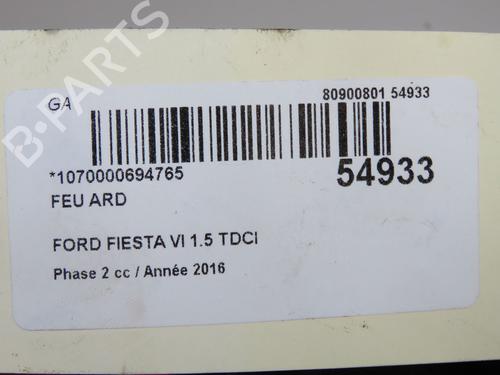 GA
80900801 54933
*1070000694765
54933
FEU ARD
FORD FIESTA VI 1.5 TDCI
Phase 2 cc / Année 2016
B-PARTS